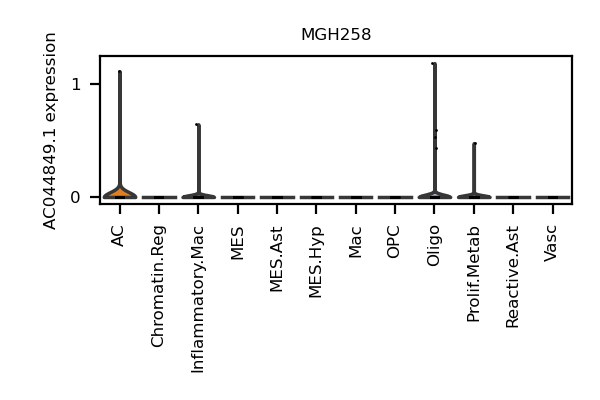 MGH258
AC044849.1 expression
1
0
AC
Chromatin.Reg
Inflammatory.Mac
MES
MES.Ast
MES.Hyp
Mac
OPC
Oligo
Prolif.Metab
Reactive.Ast
Vasc